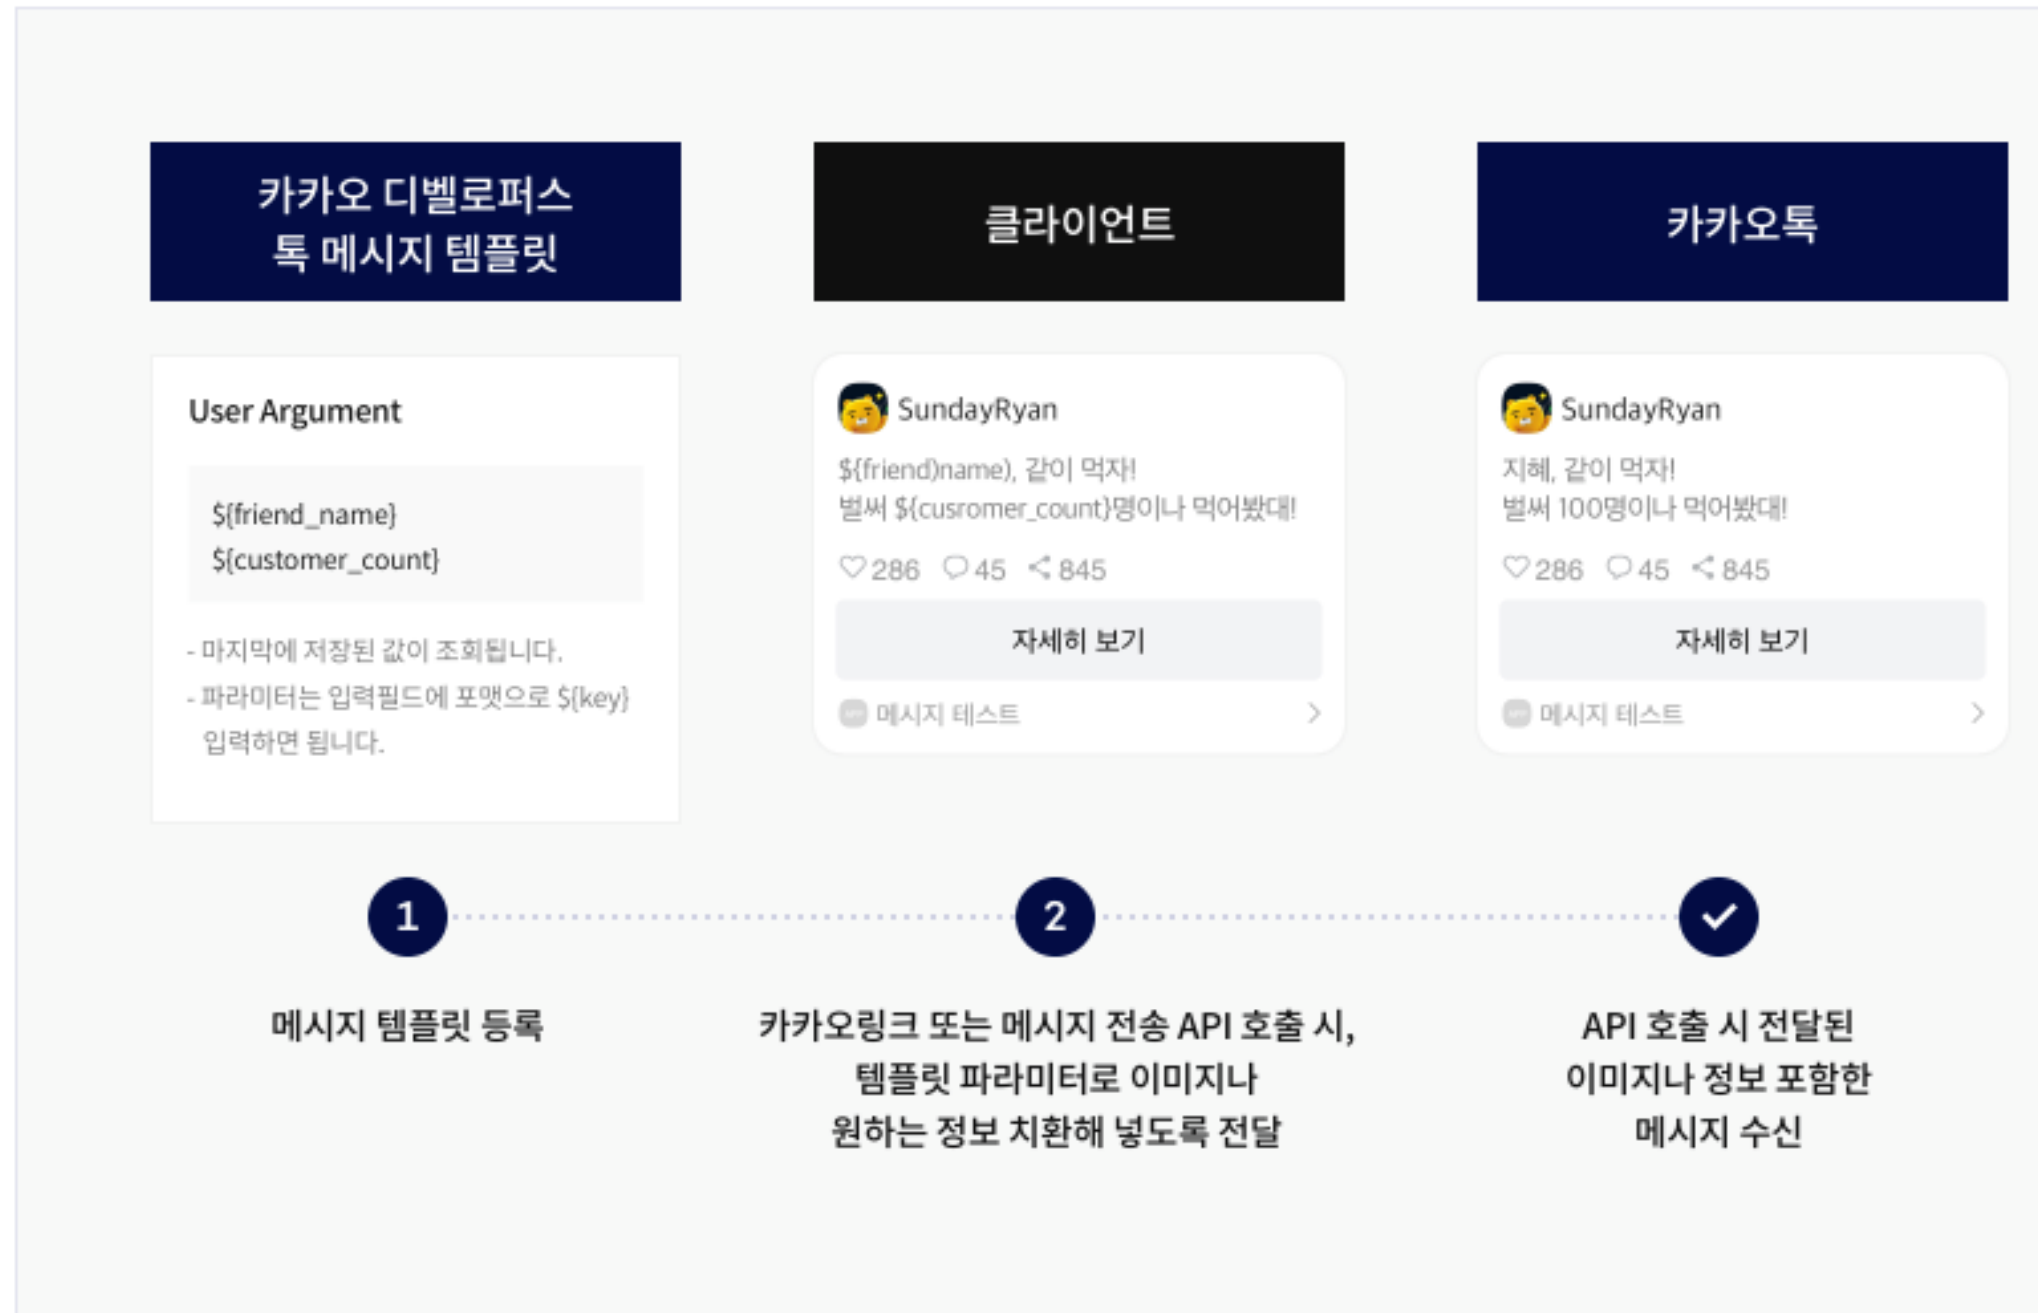 카카오 디벨로퍼스
톡 메시지 템플릿
User Argument
${friend_name}
${customer_count}
- 마지막에 저장된 값이 조회됩니다.
- 파라미터는 입력필드에 포맷으로 ${key}
입력하면 됩니다.
클라이언트
SundayRyan
${friend)name), 같이 먹자!
벌써 ${cusromer_count}명이나 먹어봤대!
286 45 845
자세히 보기
메시지 테스트
카카오톡
SundayRyan
지혜, 같이 먹자!
벌써 100명이나 먹어봤대!
286 45 845
자세히 보기
메시지 테스트
1
메시지 템플릿 등록
2
카카오링크 또는 메시지 전송 API 호출 시,
템플릿 파라미터로 이미지나
원하는 정보 치환해 넣도록 전달
API 호출 시 전달된
이미지나 정보 포함한
메시지 수신